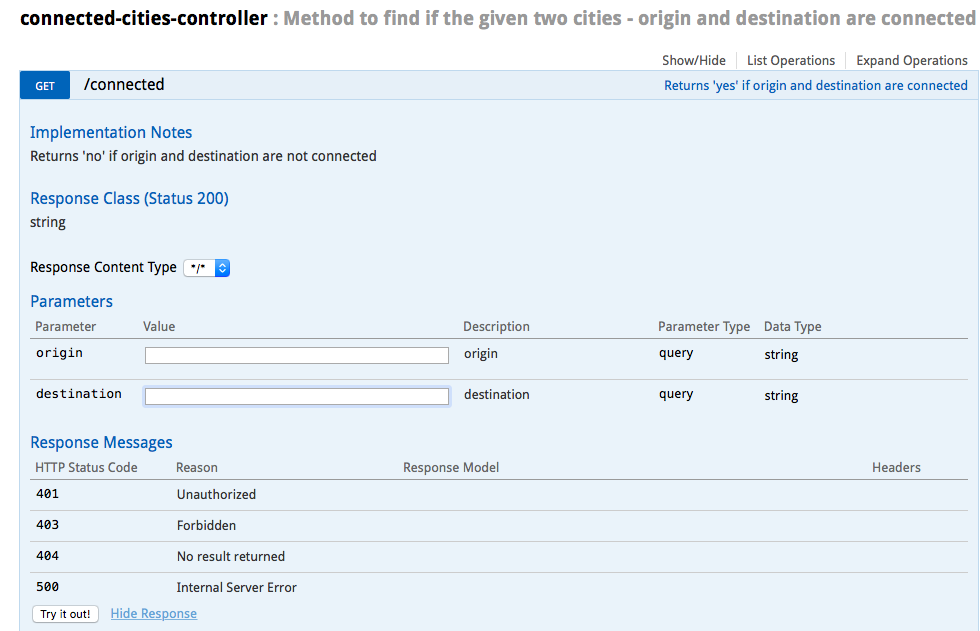 connected-cities-controller : Method to find if the given two cities - origin and destination are connected
Show/Hide List Operations Expand Operations
GET /connected Returns 'yes' if origin and destination are connected
Implementation Notes
Returns 'no' if origin and destination are not connected
Response Class (Status 200)
string
Response Content Type */*
Parameters
Parameter Value Description Parameter Type Data Type
origin origin query string
destination destination query string
Response Messages
HTTP Status Code Reason Response Model Headers
401 Unauthorized
403 Forbidden
404 No result returned
500 Internal Server Error
Try it out! Hide Response